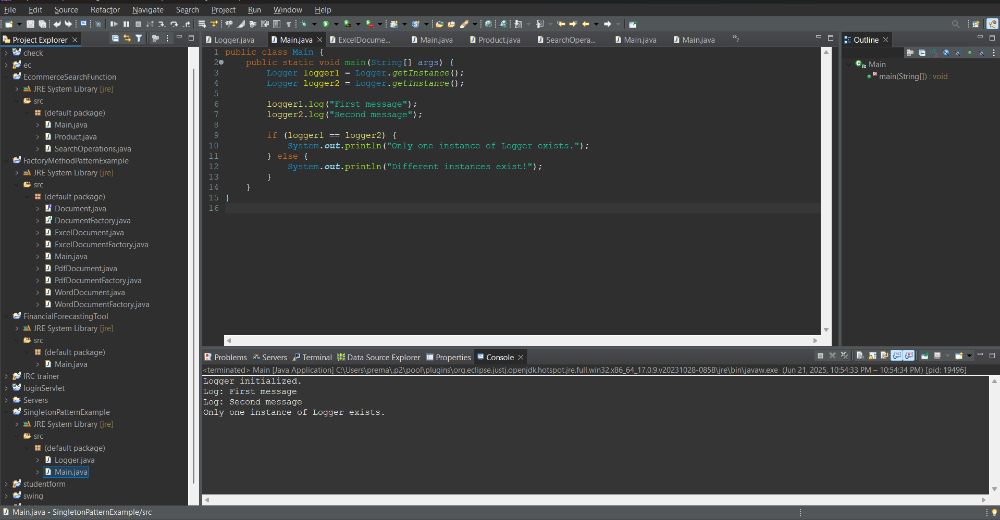 File Edit Source Refactor Navigate Search Project Run Window Help
Project Explorer
check
ec
EcommerceSearchFunction
JRE System Library [jre]
src
(default package)
Main.java
Product.java
SearchOperations.java
FactoryMethodPatternExample
JRE System Library [jre]
src
(default package)
Document.java
DocumentFactory.java
ExcelDocument.java
ExcelDocumentFactory.java
Main.java
PdfDocument.java
PdfDocumentFactory.java
WordDocument.java
WordDocumentFactory.java
FinancialForecastingTool
JRE System Library [jre]
src
(default package)
Main.java
IRC trainer
loginServlet
Servers
SingletonPatternExample
JRE System Library [jre]
src
(default package)
Logger.java
Main.java
studentform
swing
Logger.java Main.java ExcelDocume... Main.java Product.java SearchOpera... Main.java Main.java »7
1 public class Main {
2 public static void main(String[] args) {
3 Logger logger1 = Logger.getInstance();
4 Logger logger2 = Logger.getInstance();
5
6 logger1.log("First message");
7 logger2.log("Second message");
8
9 if (logger1 == logger2) {
10 System.out.println("Only one instance of Logger exists.");
11 } else {
12 System.out.println("Different instances exist!");
13 }
14 }
15 }
16
Outline
Main
main(String[]) : void
Problems Servers Terminal Data Source Explorer Properties Console
<terminated> Main [Java Application] C:\Users\prema\.p2\pool\plugins\org.eclipse.justj.openjdk.hotspot.jre.full.win32.x86_64_17.0.9.v20231028-0858\jre\bin\javaw.exe (Jun 21, 2025, 10:54:33 PM – 10:54:34 PM) [pid: 19496]
Logger initialized.
Log: First message
Log: Second message
Only one instance of Logger exists.
Main.java - SingletonPatternExample/src